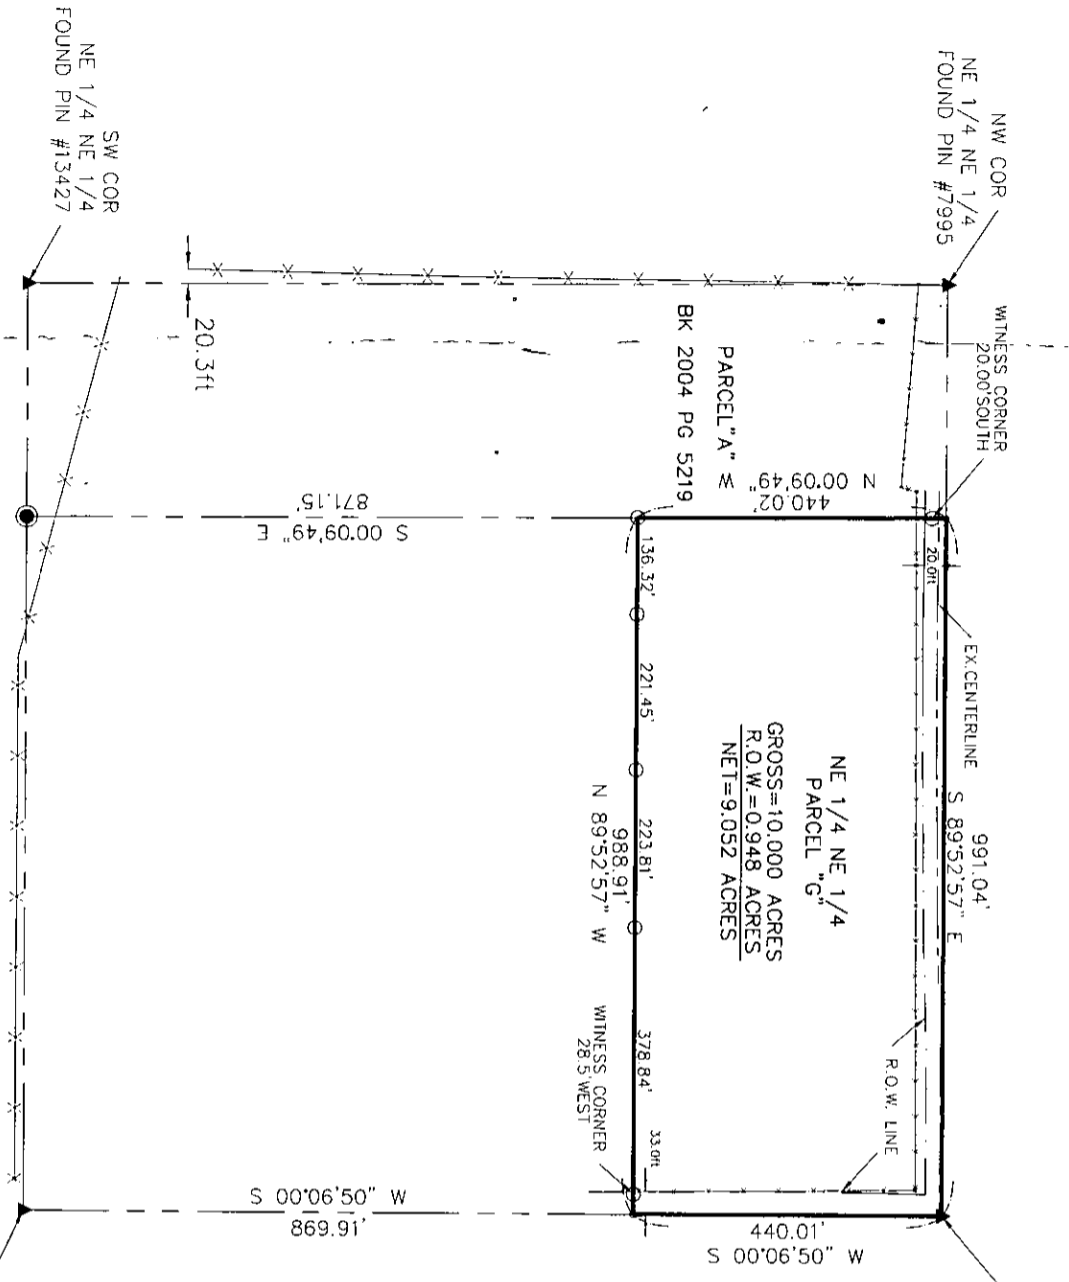 NW COR
NE 1/4 NE 1/4
FOUND PIN #7995
WITNESS CORNER
20.00'SOUTH
20.0ft
EX.CENTERLINE
991.04'
S 89°52'57" E
R.O.W. LINE
PARCEL "A"
BK 2004 PG 5219
N 00°09'49"
440.02'
NE 1/4 NE 1/4
PARCEL "G"
GROSS=10.000 ACRES
R.O.W.=0.948 ACRES
NET=9.052 ACRES
136.32'
221.45'
223.81'
378.84'
33.0ft
988.91'
N 89°52'57" W
WITNESS CORNER
28.5'WEST
440.01'
S 00°06'50" W
20.3ft
871.15'
S 00°09'49" E
S 00°06'50" W
869.91'
SW COR
NE 1/4 NE 1/4
FOUND PIN #13427